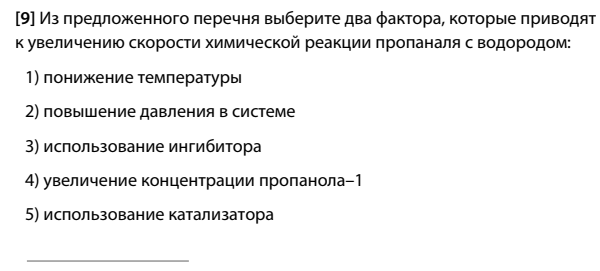 [9] Из предложенного перечня выберите два фактора, которые приводят
к увеличению скорости химической реакции пропаналя с водородом:
1) понижение температуры
2) повышение давления в системе
3) использование ингибитора
4) увеличение концентрации пропанола–1
5) использование катализатора